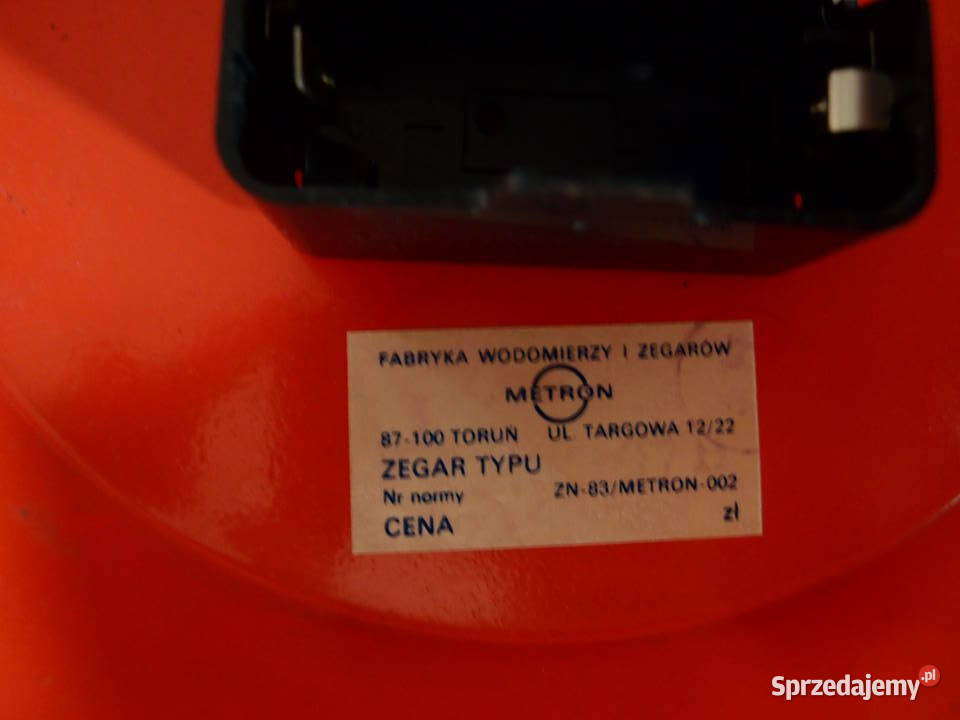 FABRYKA WODOMIERZY I ZEGARÓW
METRON
87-100 TORUŃ UL. TARGOWA 12/22
ZEGAR TYPU
Nr normy ZN-83/METRON-002
CENA zł
Sprzedajemy.pl